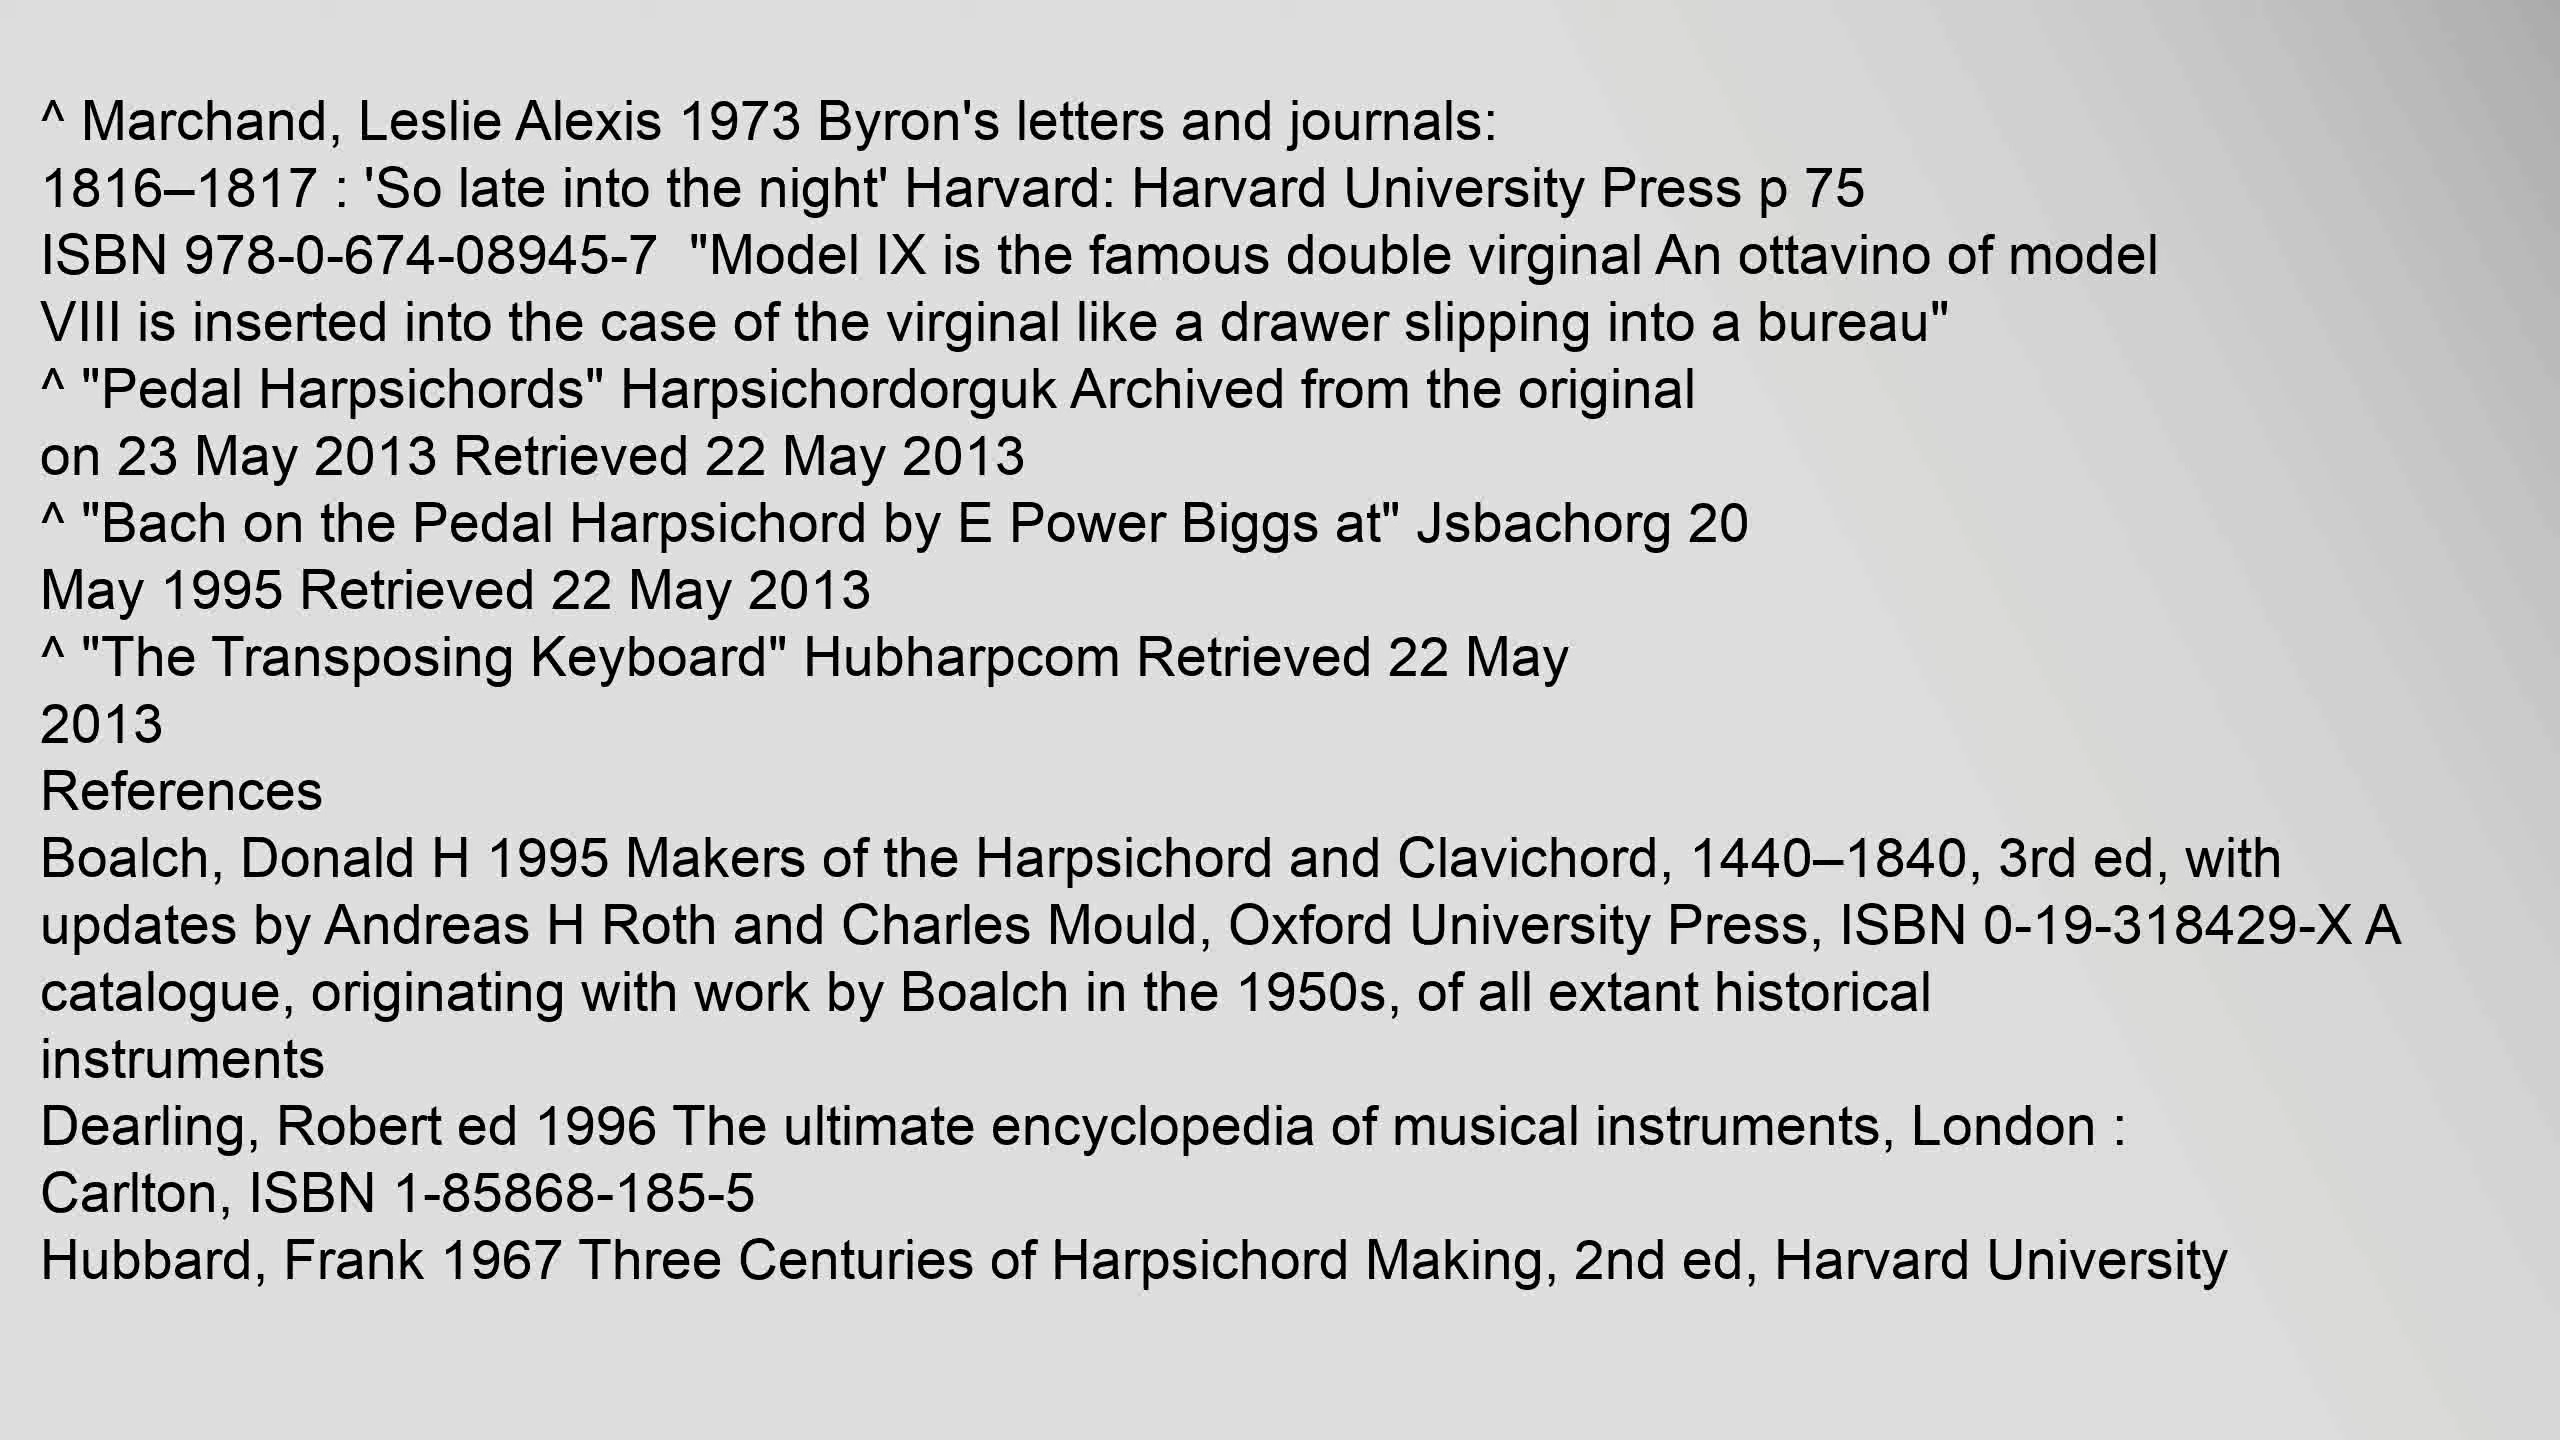 ^ Marchand, Leslie Alexis 1973 Byron's letters and journals:
1816–1817 : 'So late into the night' Harvard: Harvard University Press p 75
ISBN 978-0-674-08945-7  "Model IX is the famous double virginal An ottavino of model
VIII is inserted into the case of the virginal like a drawer slipping into a bureau"
^ "Pedal Harpsichords" Harpsichordorguk Archived from the original
on 23 May 2013 Retrieved 22 May 2013
^ "Bach on the Pedal Harpsichord by E Power Biggs at" Jsbachorg 20
May 1995 Retrieved 22 May 2013
^ "The Transposing Keyboard" Hubharpcom Retrieved 22 May
2013
References
Boalch, Donald H 1995 Makers of the Harpsichord and Clavichord, 1440–1840, 3rd ed, with
updates by Andreas H Roth and Charles Mould, Oxford University Press, ISBN 0-19-318429-X A
catalogue, originating with work by Boalch in the 1950s, of all extant historical
instruments
Dearling, Robert ed 1996 The ultimate encyclopedia of musical instruments, London :
Carlton, ISBN 1-85868-185-5
Hubbard, Frank 1967 Three Centuries of Harpsichord Making, 2nd ed, Harvard University